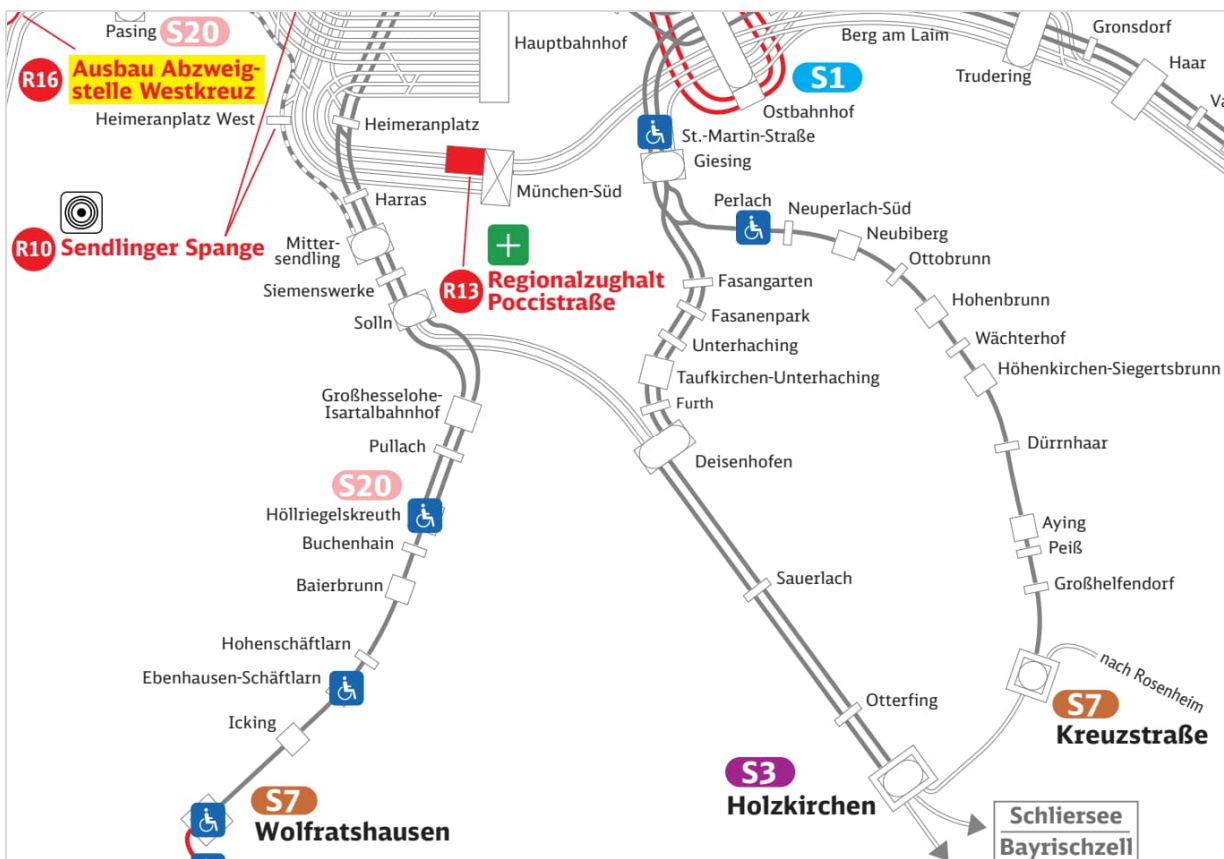 Pasing S20
R16 Ausbau Abzweig-
stelle Westkreuz
Heimeranplatz West
Heimeranplatz
Hauptbahnhof
S1
Ostbahnhof
Berg am Laim
Trudering
Gronsdorf
Haar
St.-Martin-Straße
Giesing
München-Süd
Harras
R10 Sendlinger Spange
Mitter-
sendling
Siemenswerke
Solln
R13 Regionalzughalt
Poccistraße
Perlach
Neuperlach-Süd
Neubiberg
Ottobrunn
Hohenbrunn
Wächterhof
Höhenkirchen-Siegertsbrunn
Dürrnhaar
Aying
Peiß
Großhelfendorf
nach Rosenheim
S7
Kreuzstraße
Fasangarten
Fasanenpark
Unterhaching
Taufkirchen-Unterhaching
Furth
Deisenhofen
Sauerlach
Otterfing
S3
Holzkirchen
Schliersee
Bayrischzell
Großhesselohe-
Isartalbahnhof
Pullach
S20
Höllriegelskreuth
Buchenhain
Baierbrunn
Hohenschäftlarn
Ebenhausen-Schäftlarn
Icking
S7
Wolfratshausen